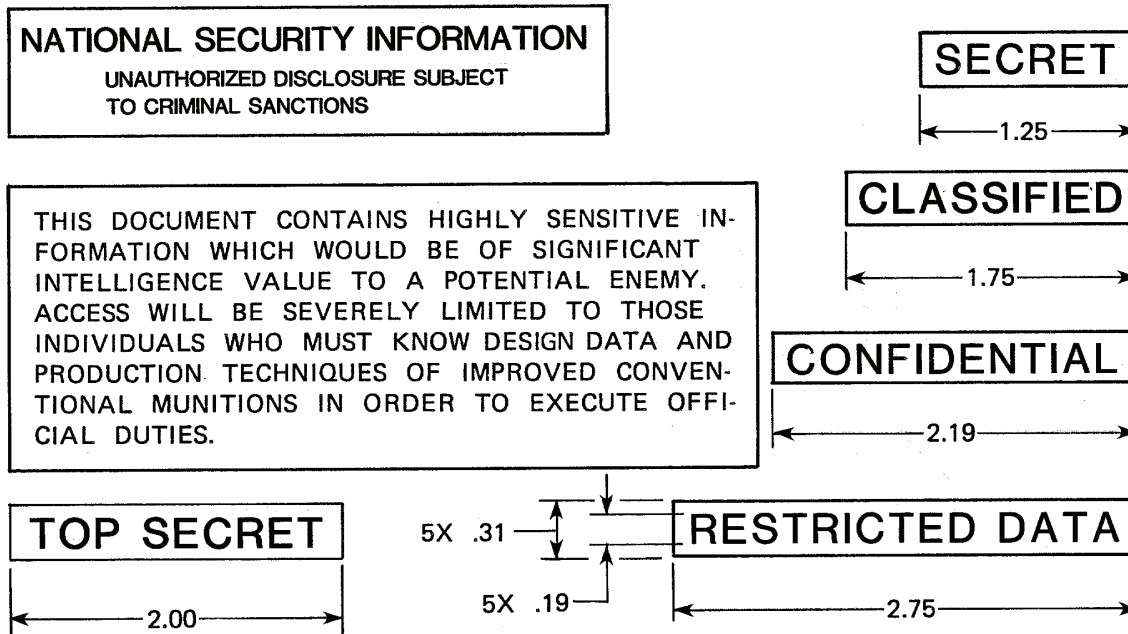 NATIONAL SECURITY INFORMATION
UNAUTHORIZED DISCLOSURE SUBJECT
TO CRIMINAL SANCTIONS
SECRET
1.25
CLASSIFIED
1.75
THIS DOCUMENT CONTAINS HIGHLY SENSITIVE IN-
FORMATION WHICH WOULD BE OF SIGNIFICANT
INTELLIGENCE VALUE TO A POTENTIAL ENEMY.
ACCESS WILL BE SEVERELY LIMITED TO THOSE
INDIVIDUALS WHO MUST KNOW DESIGN DATA AND
PRODUCTION TECHNIQUES OF IMPROVED CONVEN-
TIONAL MUNITIONS IN ORDER TO EXECUTE OFFI-
CIAL DUTIES.
CONFIDENTIAL
2.19
TOP SECRET
2.00
5X .31
5X .19
RESTRICTED DATA
2.75